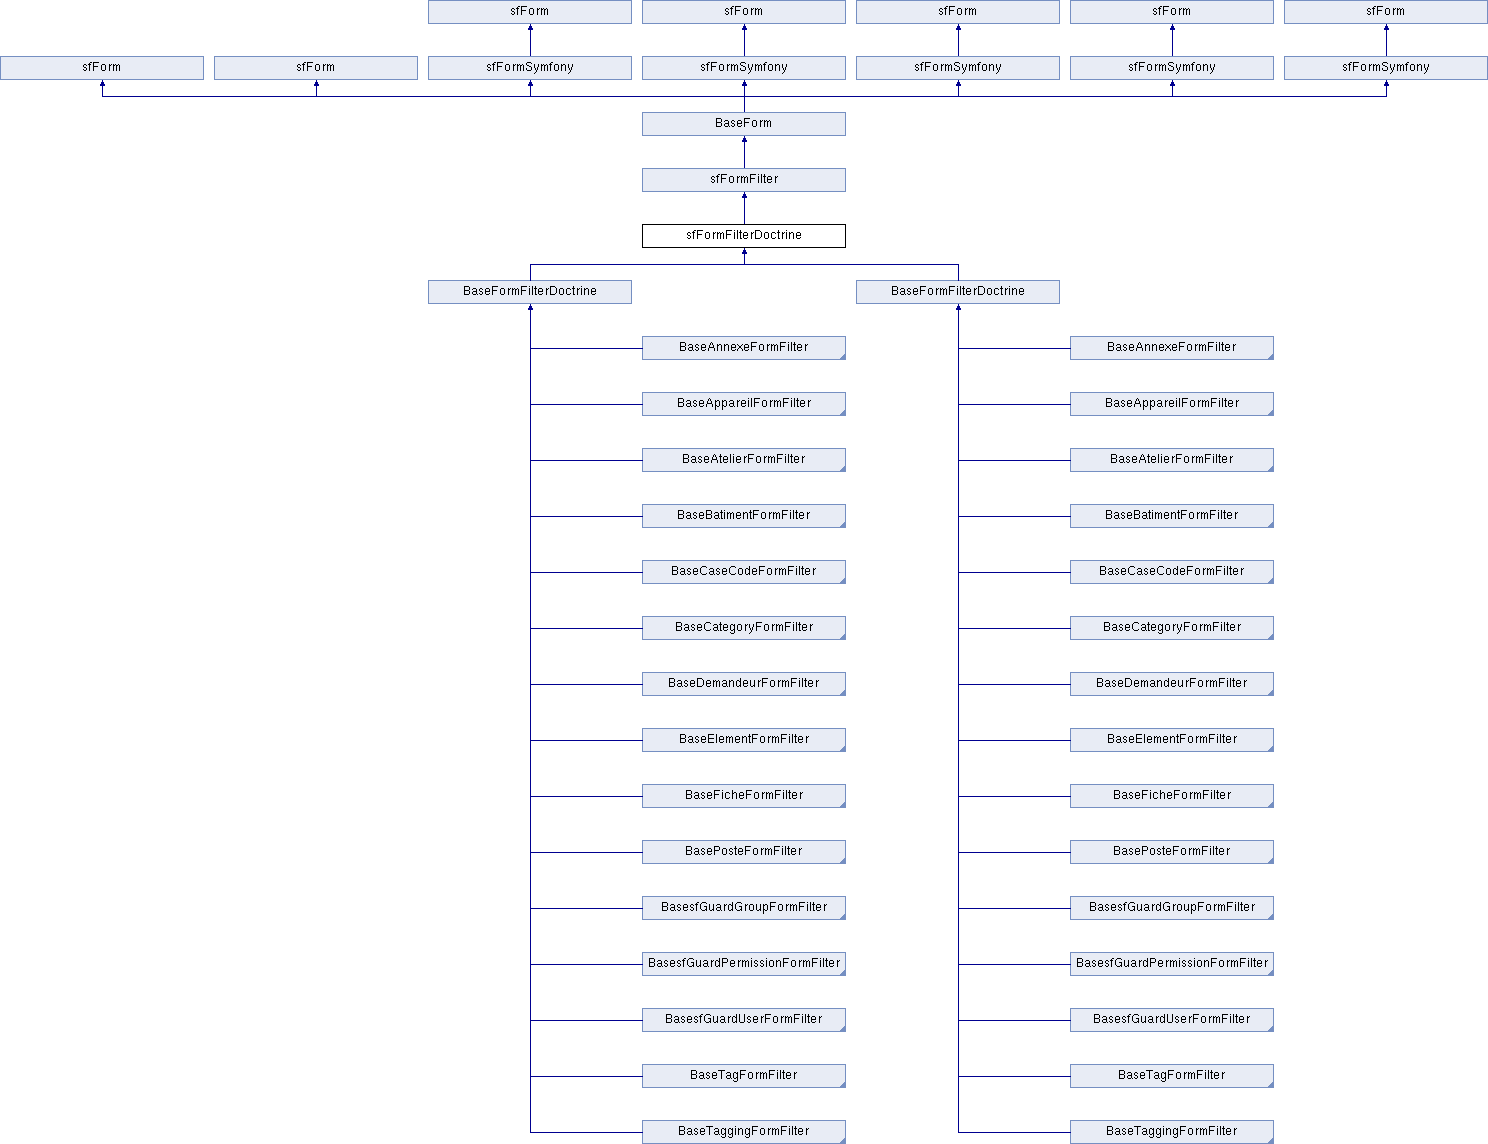 sfForm sfForm sfForm sfForm sfForm
sfForm sfForm sfFormSymfony sfFormSymfony sfFormSymfony sfFormSymfony sfFormSymfony
BaseForm
sfFormFilter
sfFormFilterDoctrine
BaseFormFilterDoctrine BaseFormFilterDoctrine
BaseAnnexeFormFilter BaseAnnexeFormFilter
BaseAppareilFormFilter BaseAppareilFormFilter
BaseAtelierFormFilter BaseAtelierFormFilter
BaseBatimentFormFilter BaseBatimentFormFilter
BaseCaseCodeFormFilter BaseCaseCodeFormFilter
BaseCategoryFormFilter BaseCategoryFormFilter
BaseDemandeurFormFilter BaseDemandeurFormFilter
BaseElementFormFilter BaseElementFormFilter
BaseFicheFormFilter BaseFicheFormFilter
BasePosteFormFilter BasePosteFormFilter
BasesfGuardGroupFormFilter BasesfGuardGroupFormFilter
BasesfGuardPermissionFormFilter BasesfGuardPermissionFormFilter
BasesfGuardUserFormFilter BasesfGuardUserFormFilter
BaseTagFormFilter BaseTagFormFilter
BaseTaggingFormFilter BaseTaggingFormFilter